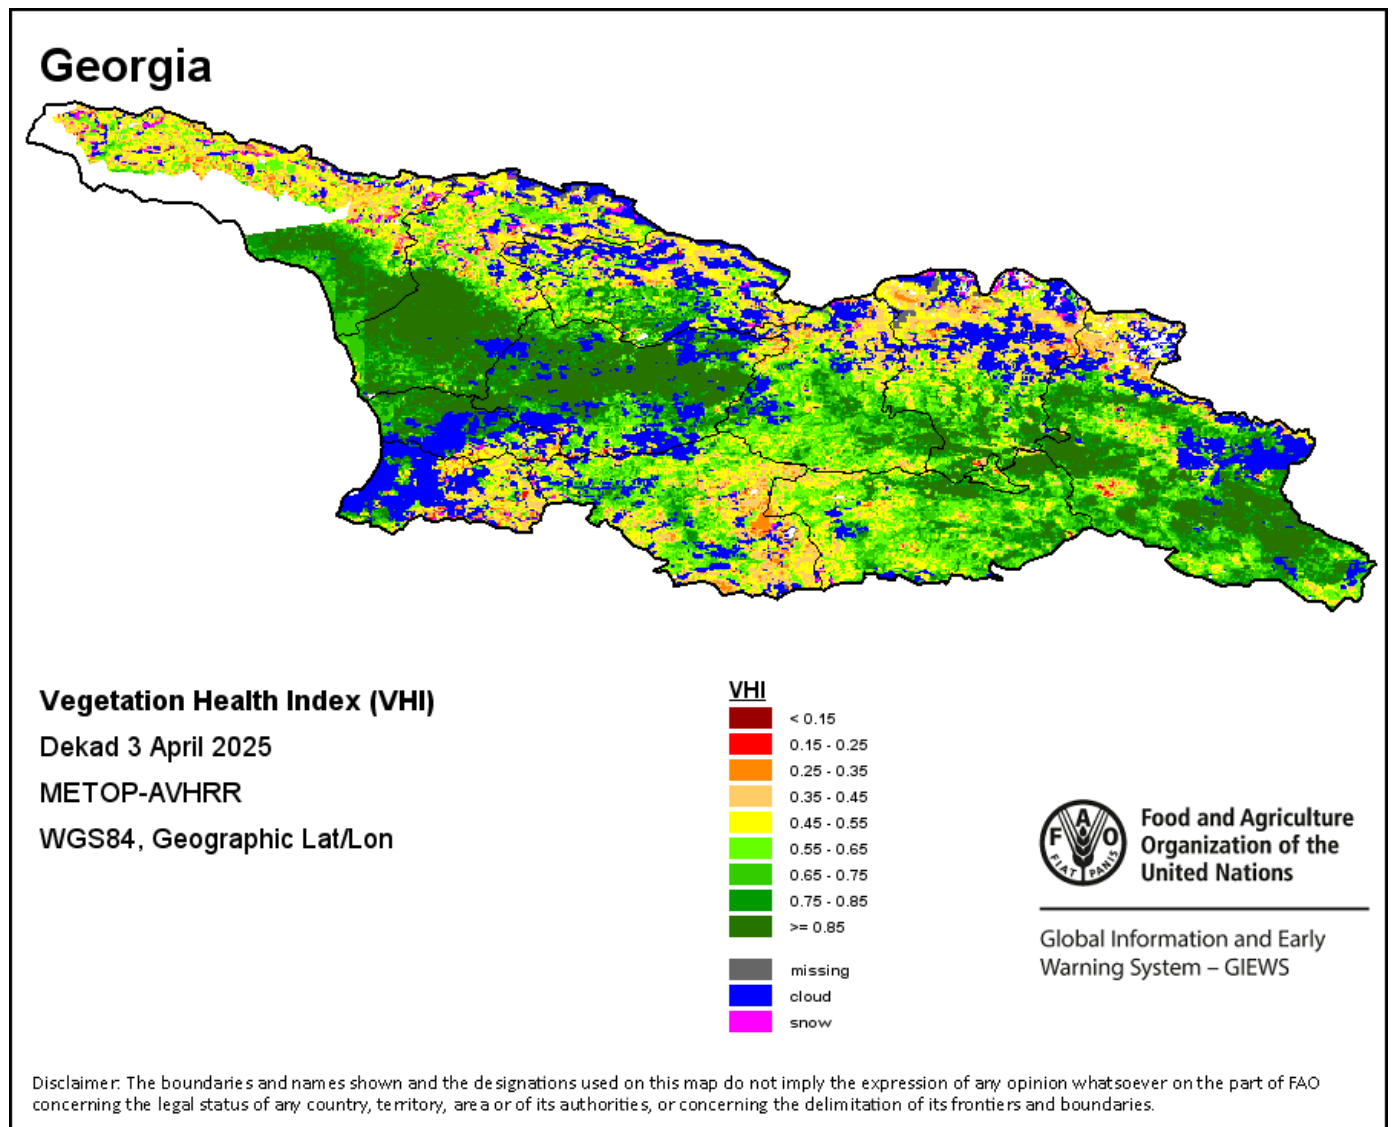 Georgia
Vegetation Health Index (VHI)
Dekad 3 April 2025
METOP-AVHRR
WGS84, Geographic Lat/Lon
VHI
< 0.15
0.15 - 0.25
0.25 - 0.35
0.35 - 0.45
0.45 - 0.55
0.55 - 0.65
0.65 - 0.75
0.75 - 0.85
>= 0.85
missing
cloud
snow
F A O
FIAT PANIS
Food and Agriculture
Organization of the
United Nations
Global Information and Early
Warning System – GIEWS
Disclaimer: The boundaries and names shown and the designations used on this map do not imply the expression of any opinion whatsoever on the part of FAO
concerning the legal status of any country, territory, area or of its authorities, or concerning the delimitation of its frontiers and boundaries.